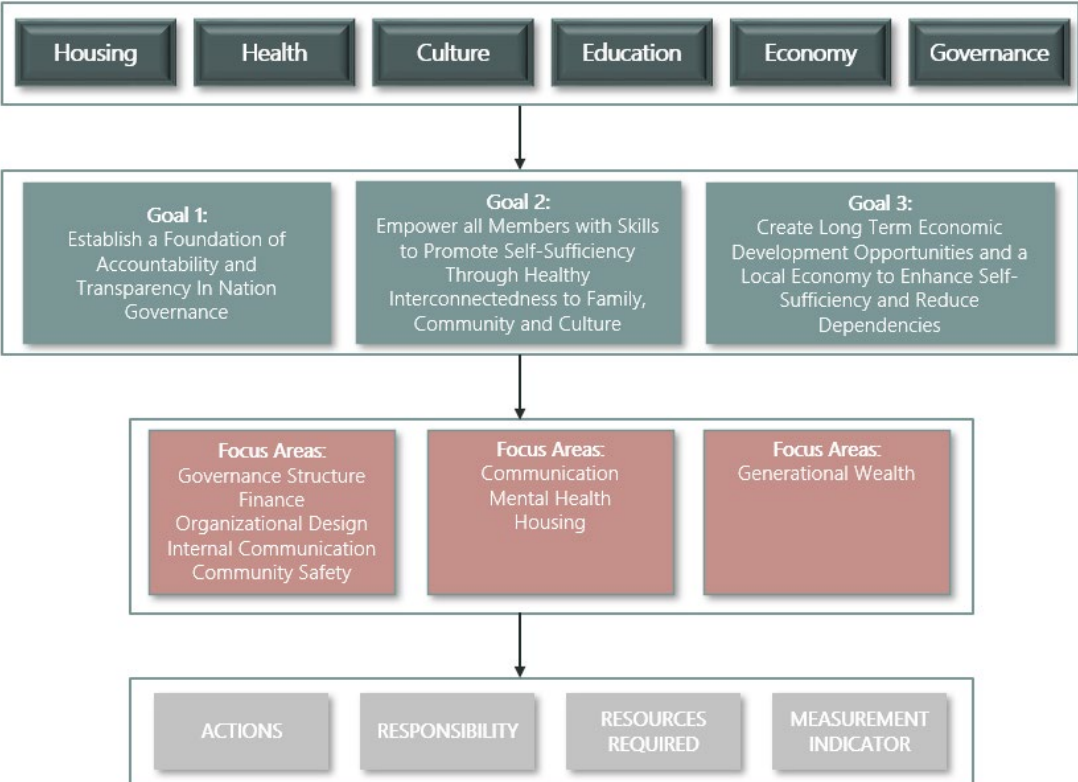 Housing
Health
Culture
Education
Economy
Governance
Goal 1:
Establish a Foundation of
Accountability and
Transparency In Nation
Governance
Goal 2:
Empower all Members with Skills
to Promote Self-Sufficiency
Through Healthy
Interconnectedness to Family,
Community and Culture
Goal 3:
Create Long Term Economic
Development Opportunities and a
Local Economy to Enhance Self-
Sufficiency and Reduce
Dependencies
Focus Areas:
Governance Structure
Finance
Organizational Design
Internal Communication
Community Safety
Focus Areas:
Communication
Mental Health
Housing
Focus Areas:
Generational Wealth
ACTIONS
RESPONSIBILITY
RESOURCES
REQUIRED
MEASUREMENT
INDICATOR